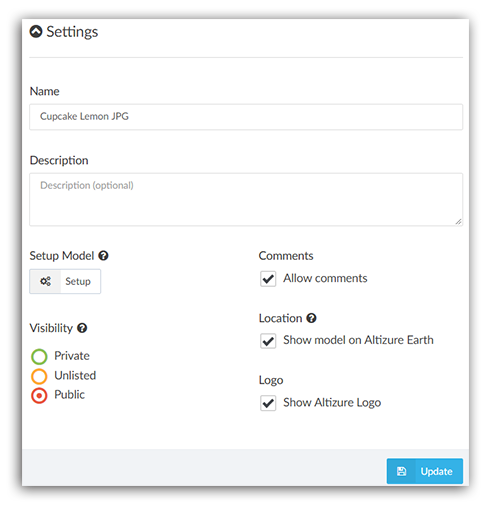 Settings
Name
Cupcake Lemon JPG
Description
Description (optional)
Setup Model ?
Setup
Visibility ?
Private
Unlisted
Public
Comments
Allow comments
Location ?
Show model on Altizure Earth
Logo
Show Altizure Logo
Update